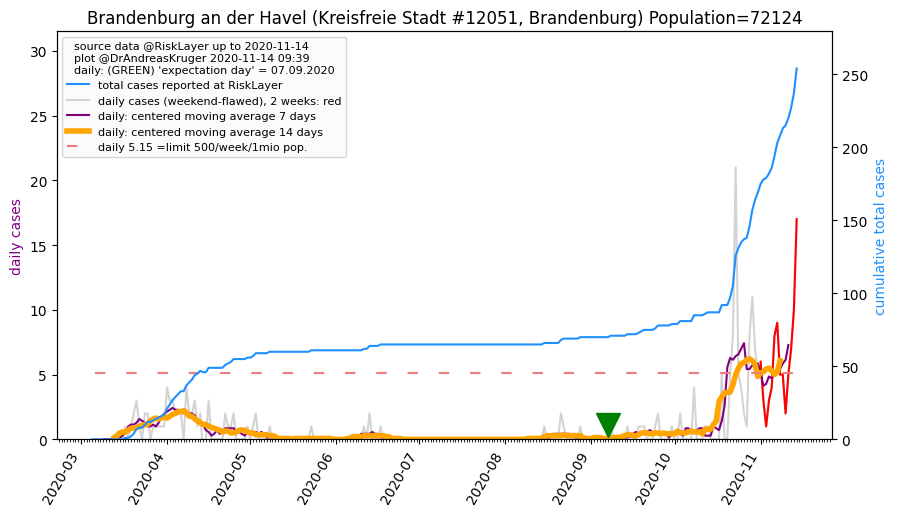 Brandenburg an der Havel (Kreisfreie Stadt #12051, Brandenburg) Population=72124
source data @RiskLayer up to 2020-11-14
plot @DrAndreasKruger 2020-11-14 09:39
daily: (GREEN) 'expectation day' = 07.09.2020
total cases reported at RiskLayer
daily cases (weekend-flawed), 2 weeks: red
daily: centered moving average 7 days
daily: centered moving average 14 days
daily 5.15 =limit 500/week/1mio pop.
daily cases
30
25
20
15
10
5
0
cumulative total cases
250
200
150
100
50
0
2020-03
2020-04
2020-05
2020-06
2020-07
2020-08
2020-09
2020-10
2020-11